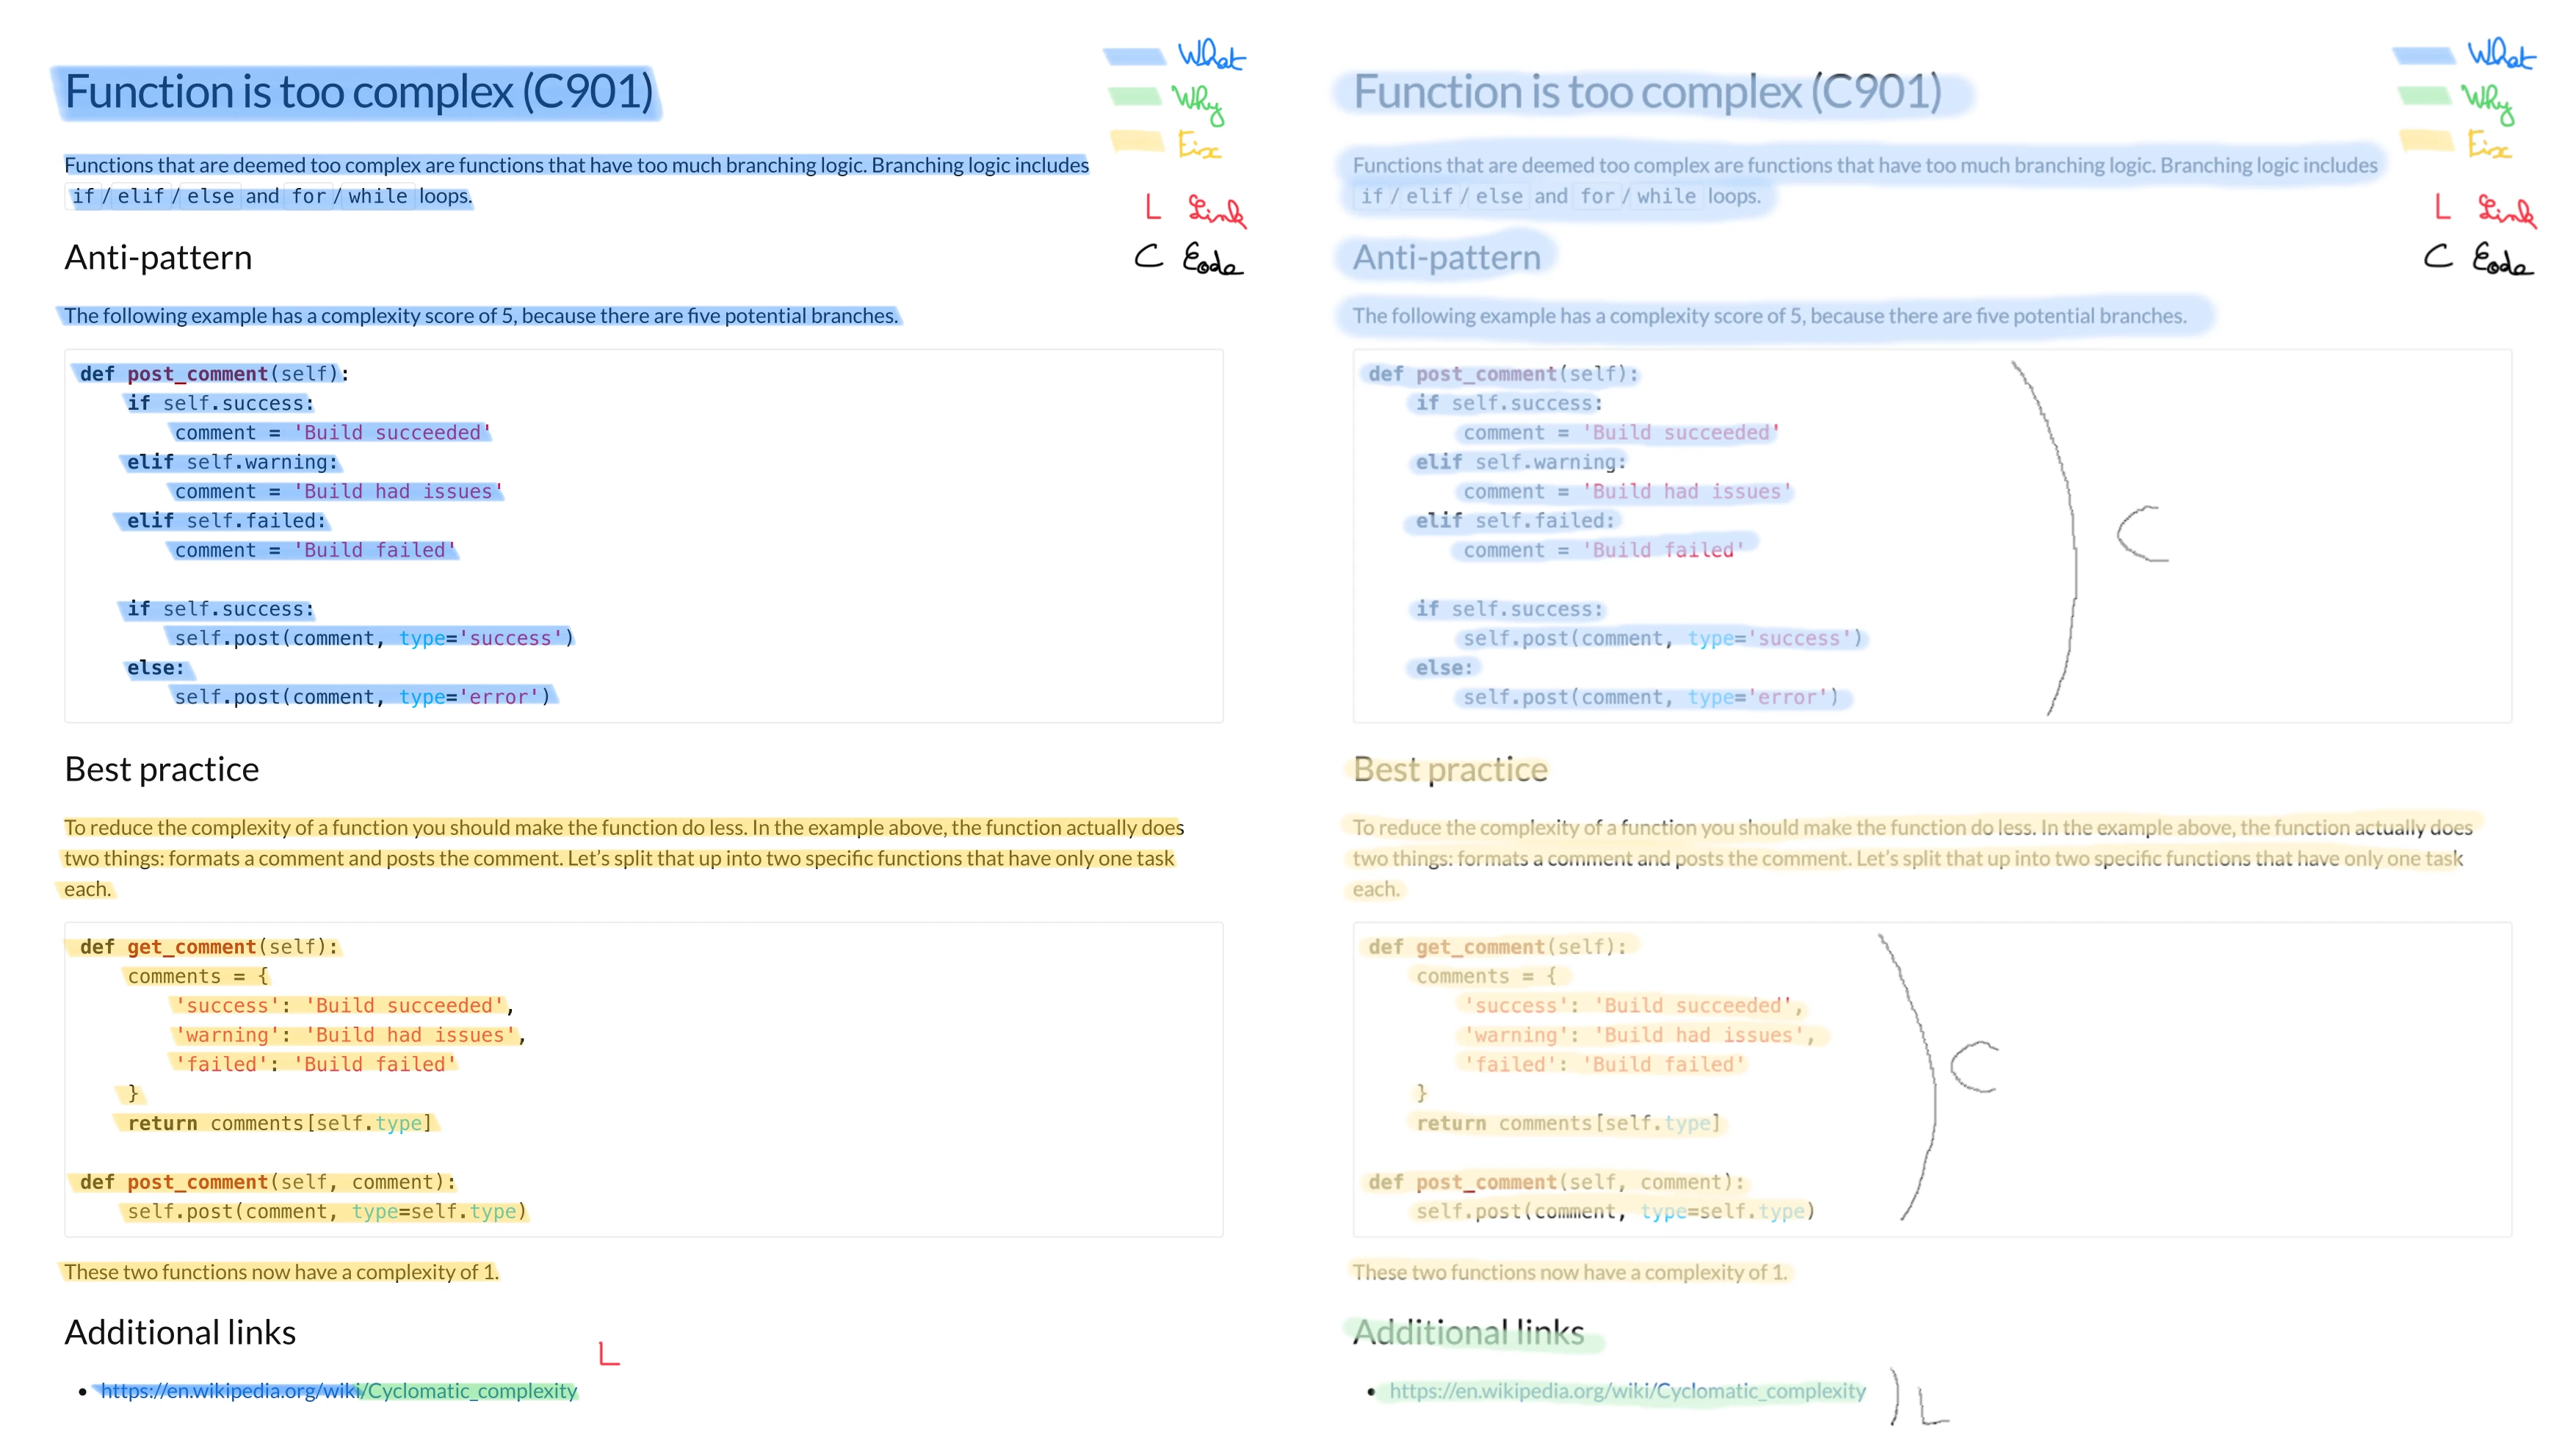 Function is too complex (C901)
Functions that are deemed too complex are functions that have too much branching logic. Branching logic includes
if / elif / else and for / while loops.
Anti-pattern
The following example has a complexity score of 5, because there are five potential branches.
def post_comment(self):
    if self.success:
        comment = 'Build succeeded'
    elif self.warning:
        comment = 'Build had issues'
    elif self.failed:
        comment = 'Build failed'
    if self.success:
        self.post(comment, type='success')
    else:
        self.post(comment, type='error')
Best practice
To reduce the complexity of a function you should make the function do less. In the example above, the function actually does
two things: formats a comment and posts the comment. Let’s split that up into two specific functions that have only one task
each.
def get_comment(self):
    comments = {
        'success': 'Build succeeded',
        'warning': 'Build had issues',
        'failed': 'Build failed'
    }
    return comments[self.type]
def post_comment(self, comment):
    self.post(comment, type=self.type)
These two functions now have a complexity of 1.
Additional links
L
• https://en.wikipedia.org/wiki/Cyclomatic_complexity
What
Why
Fix
L Link
C Code
Function is too complex (C901)
Functions that are deemed too complex are functions that have too much branching logic. Branching logic includes
if / elif / else and for / while loops.
Anti-pattern
The following example has a complexity score of 5, because there are five potential branches.
def post_comment(self):
    if self.success:
        comment = 'Build succeeded'
    elif self.warning:
        comment = 'Build had issues'
    elif self.failed:
        comment = 'Build failed'
    if self.success:
        self.post(comment, type='success')
    else:
        self.post(comment, type='error')
C
Best practice
To reduce the complexity of a function you should make the function do less. In the example above, the function actually does
two things: formats a comment and posts the comment. Let’s split that up into two specific functions that have only one task
each.
def get_comment(self):
    comments = {
        'success': 'Build succeeded',
        'warning': 'Build had issues',
        'failed': 'Build failed'
    }
    return comments[self.type]
def post_comment(self, comment):
    self.post(comment, type=self.type)
C
These two functions now have a complexity of 1.
Additional links
• https://en.wikipedia.org/wiki/Cyclomatic_complexity
L
What
Why
Fix
L Link
C Code